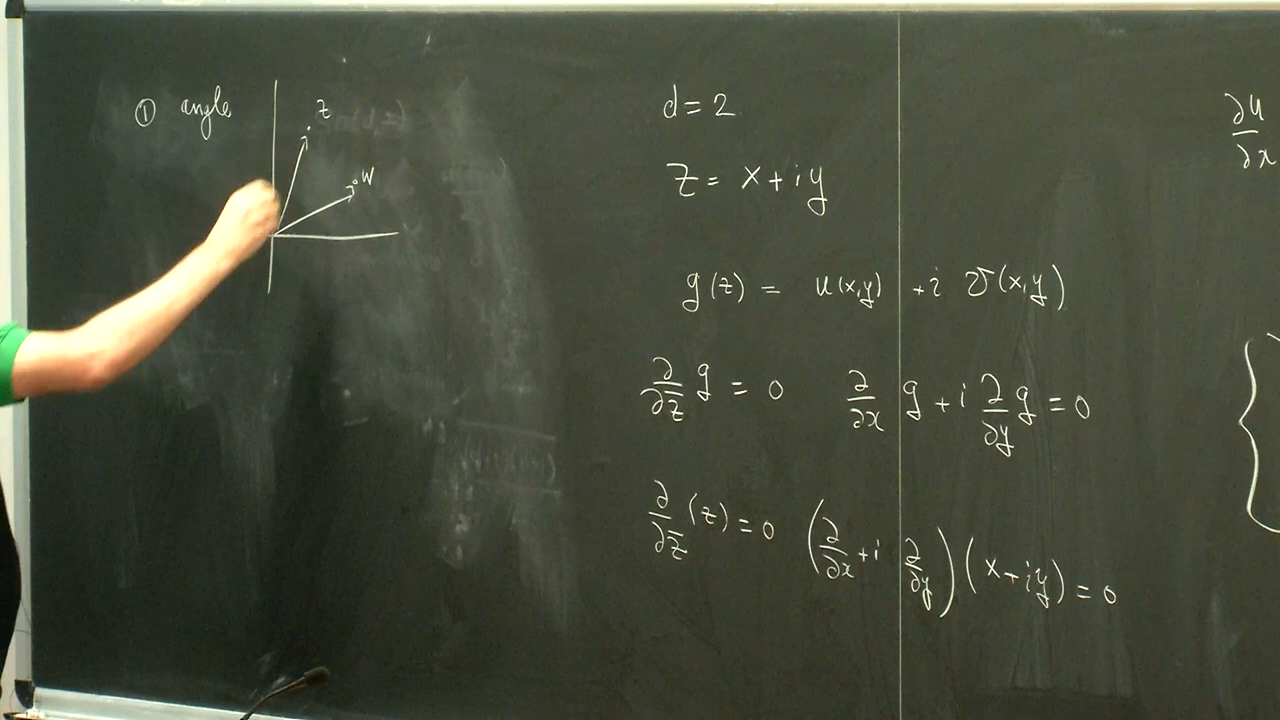 ① angle
z
w
d = 2
z = x + iy
g(z) = u(x,y) + i v(x,y)
∂/∂z̄ g = 0 ∂/∂x g + i ∂/∂y g = 0
∂/∂z̄ (z) = 0 (∂/∂x + i ∂/∂y)(x + iy) = 0
∂u/∂x
{